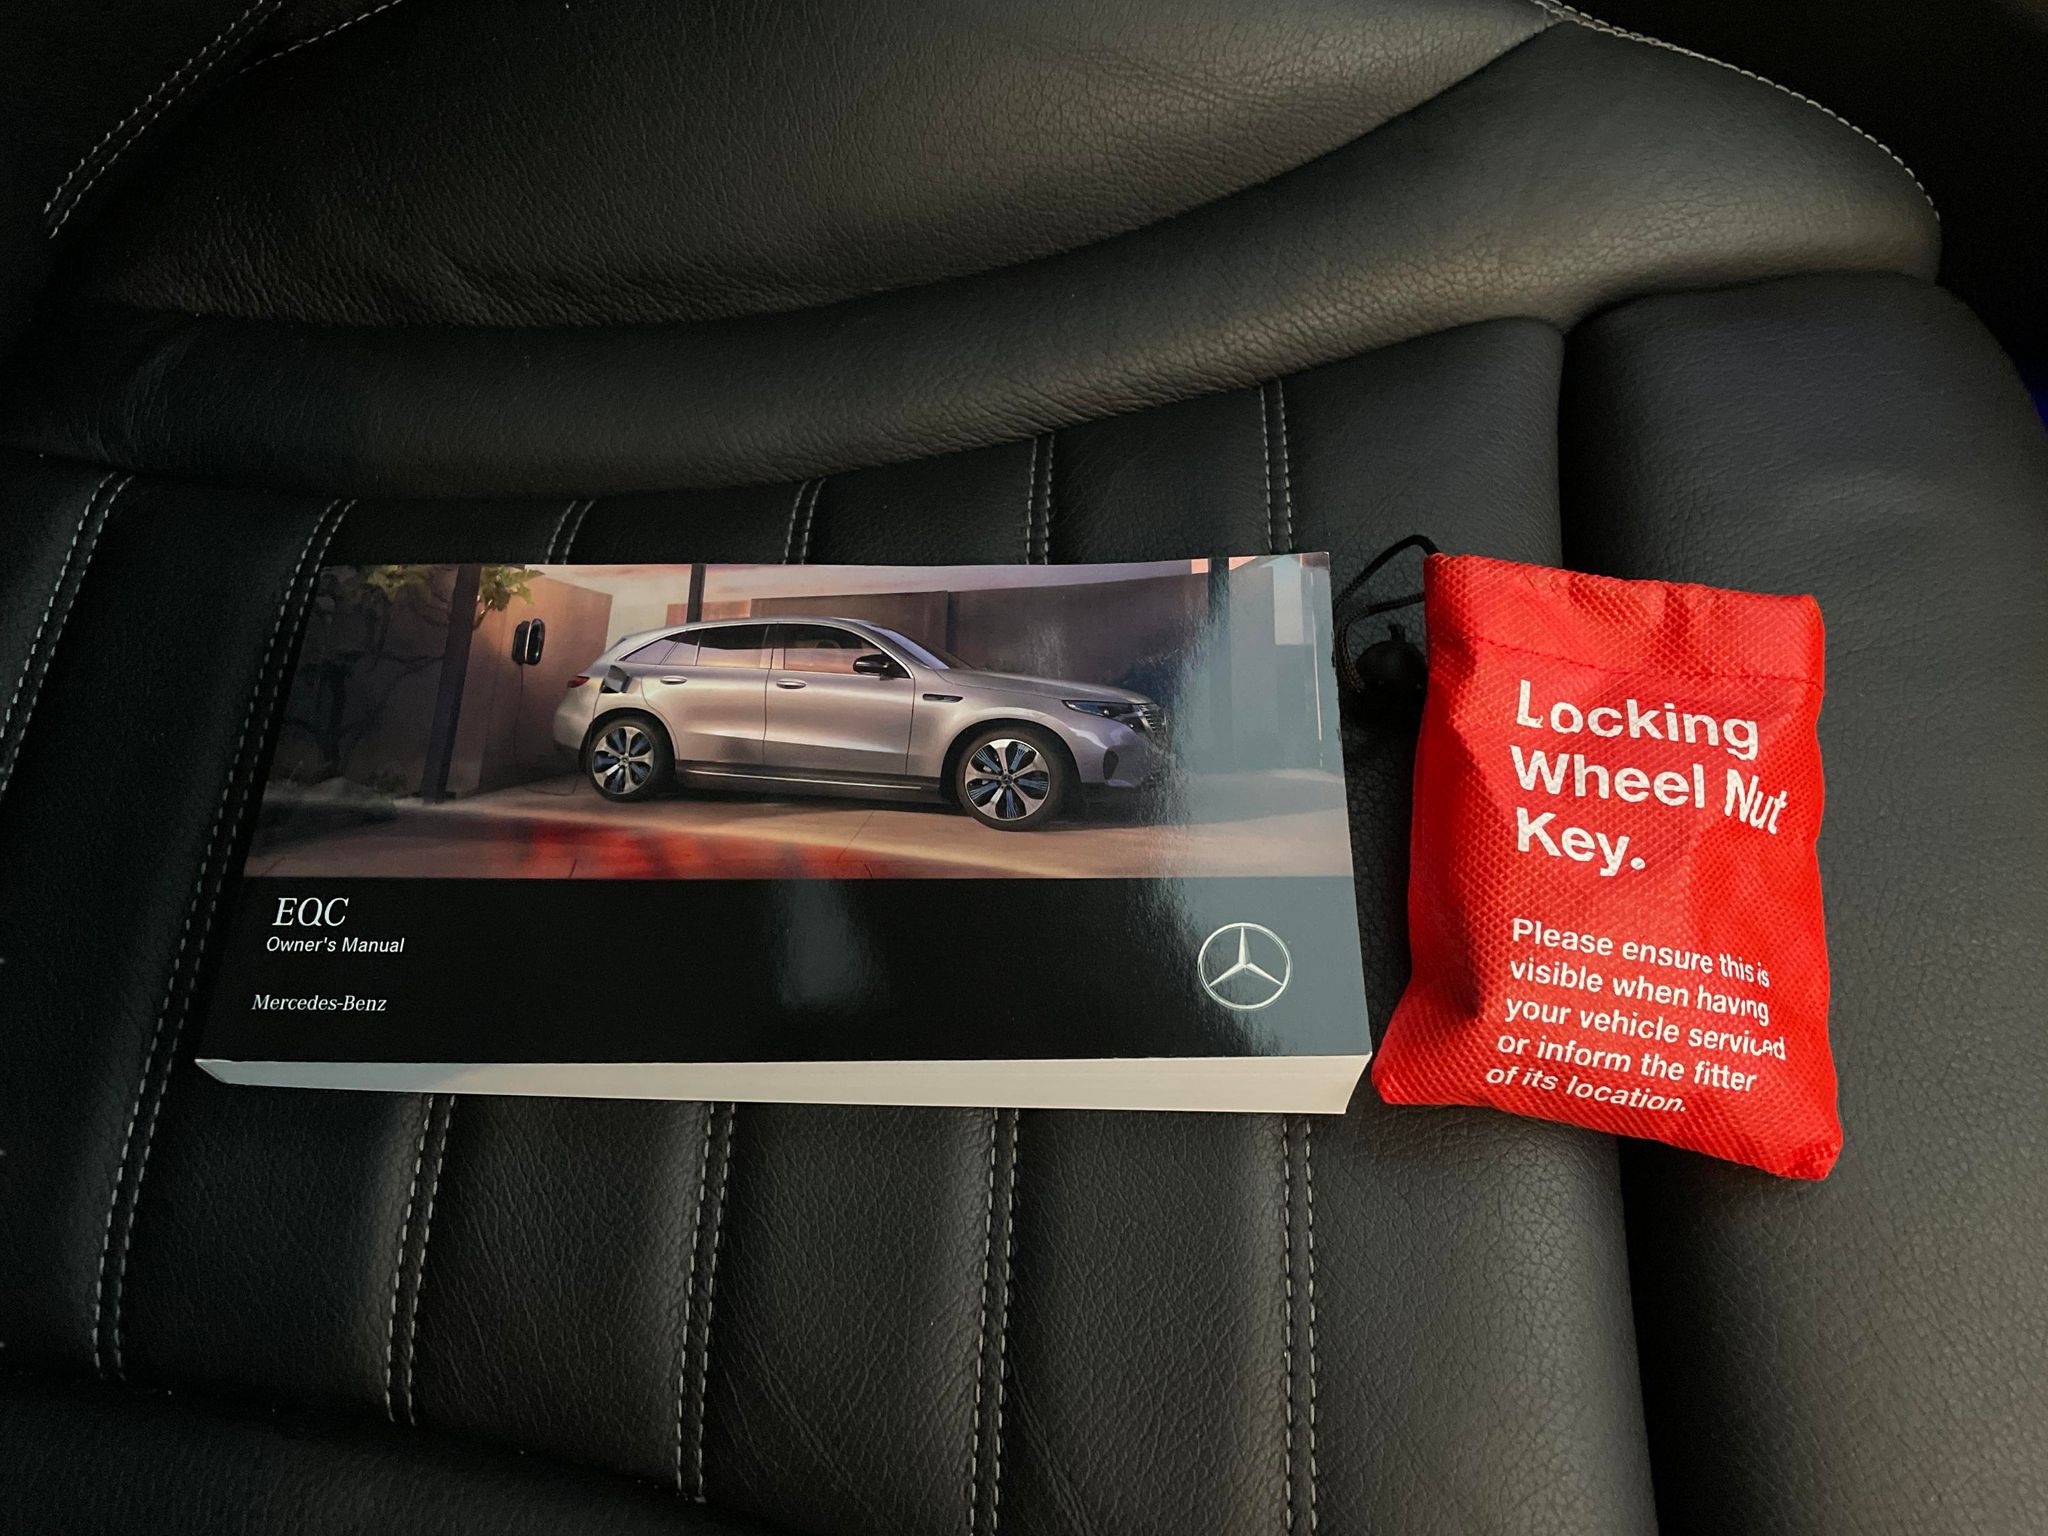 EQC
Owner's Manual
Mercedes-Benz
Locking
Wheel Nut
Key.
Please ensure this is
visible when having
your vehicle serviced
or inform the fitter
of its location.